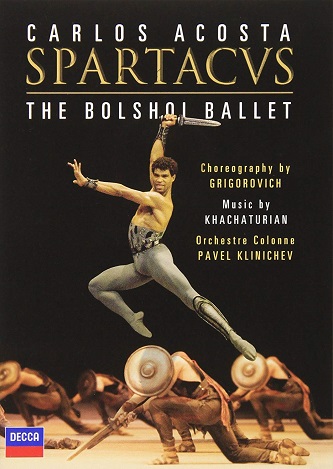 CARLOS ACOSTA
SPARTACVS
THE BOLSHOI BALLET
Choreography by
GRIGOROVICH
Music by
KHACHATURIAN
Orchestre Colonne
PAVEL KLINICHEV
DECCA